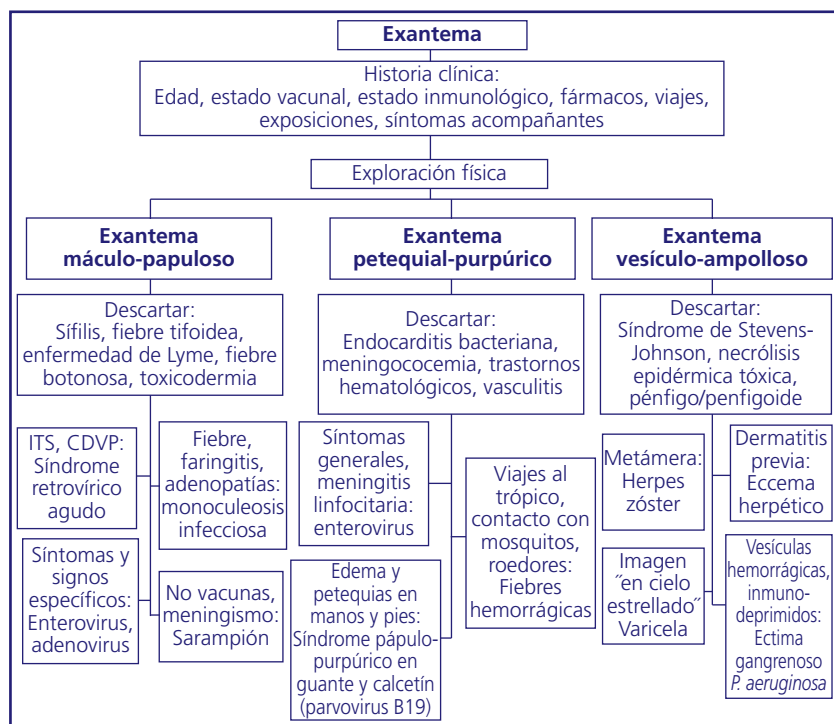 Exantema
Historia clínica:
Edad, estado vacunal, estado inmunológico, fármacos, viajes,
exposiciones, síntomas acompañantes
Exploración física
Exantema
máculo-papuloso
Descartar:
Sífilis, fiebre tifoidea,
enfermedad de Lyme, fiebre
botonosa, toxicodermia
ITS, CDVP:
Síndrome
retrovírico
agudo
Fiebre,
faringitis,
adenopatías:
monoculeosis
infecciosa
Síntomas y
signos
específicos:
Enterovirus,
adenovirus
No vacunas,
meningismo:
Sarampión
Exantema
petequial-purpúrico
Descartar:
Endocarditis bacteriana,
meningococemia, trastornos
hematológicos, vasculitis
Síntomas
generales,
meningitis
linfocitaria:
enterovirus
Viajes al
trópico,
contacto con
mosquitos,
roedores:
Fiebres
hemorrágicas
Edema y
petequias en
manos y pies:
Síndrome pápulo-
purpúrico en
guante y calcetín
(parvovirus B19)
Exantema
vesículo-ampolloso
Descartar:
Síndrome de Stevens-
Johnson, necrólisis
epidérmica tóxica,
pénfigo/penfigoide
Metámera:
Herpes
zóster
Dermatitis
previa:
Eccema
herpético
Imagen
˝en cielo
estrellado˝
Varicela
Vesículas
hemorrágicas,
inmuno-
deprimidos:
Ectima
gangrenoso
P. aeruginosa